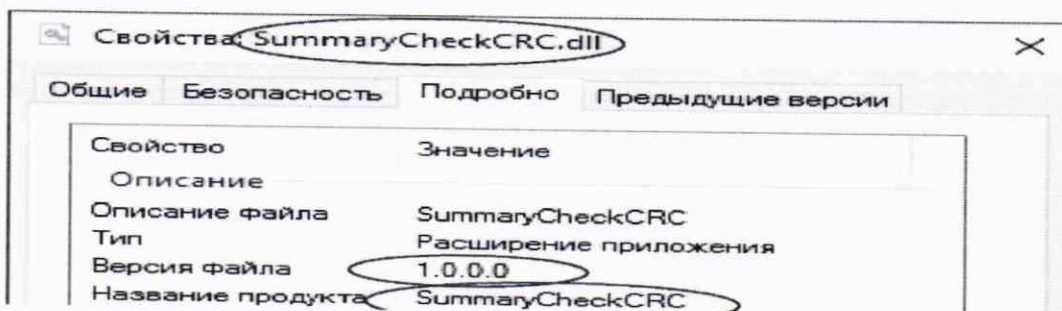 Свойства: SummaryCheckCRC.dll
Общие Безопасность Подробно Предыдущие версии
Свойство Значение
Описание
Описание файла SummaryCheckCRC
Тип Расширение приложения
Версия файла 1.0.0.0
Название продукта SummaryCheckCRC